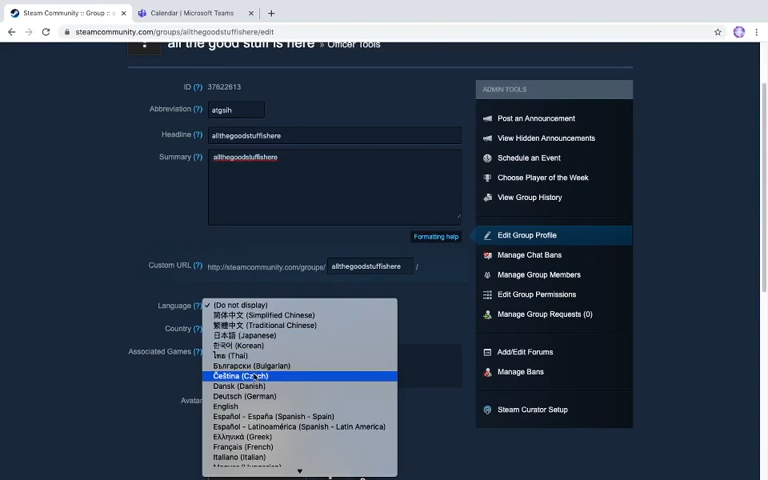 Steam Community :: Group :: a
Calendar | Microsoft Teams
steamcommunity.com/groups/allthegoodstuffishere/edit
all the good stuff is here » Officer Tools
ID (?) 37622613
Abbreviation (?) atgsih
Headline (?) allthegoodstuffishere
Summary (?) allthegoodstuffishere
Formatting help
Custom URL (?) http://steamcommunity.com/groups/ allthegoodstuffishere /
Language (?) ✓ (Do not display)
简体中文 (Simplified Chinese)
繁體中文 (Traditional Chinese)
Country (?)
日本語 (Japanese)
한국어 (Korean)
Associated Games (?)
ไทย (Thai)
Български (Bulgarian)
Čeština (Czech)
Dansk (Danish)
Deutsch (German)
Avatar
English
Español - España (Spanish - Spain)
Español - Latinoamérica (Spanish - Latin America)
Ελληνικά (Greek)
Français (French)
Italiano (Italian)
ADMIN TOOLS
Post an Announcement
View Hidden Announcements
Schedule an Event
Choose Player of the Week
View Group History
Edit Group Profile
Manage Chat Bans
Manage Group Members
Edit Group Permissions
Manage Group Requests (0)
Add/Edit Forums
Manage Bans
Steam Curator Setup